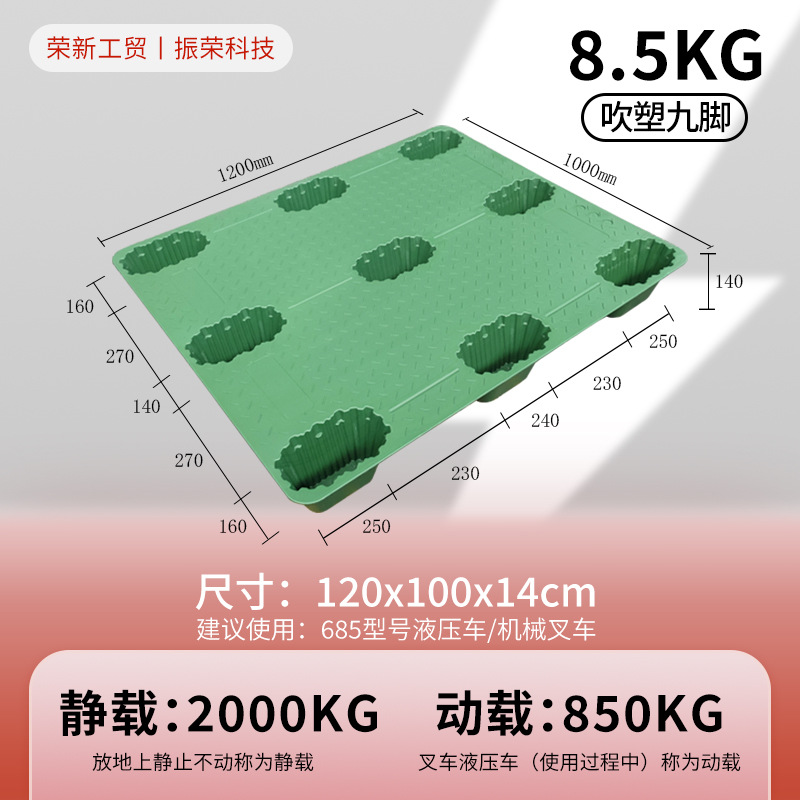 荣新工贸丨振荣科技
8.5KG
吹塑九脚
1200mm
1000mm
140
160
270
140
270
160
250
230
240
230
250
尺寸：120x100x14cm
建议使用：685型号液压车/机械叉车
静载:2000KG
动载:850KG
放地上静止不动称为静载
叉车液压车（使用过程中）称为动载